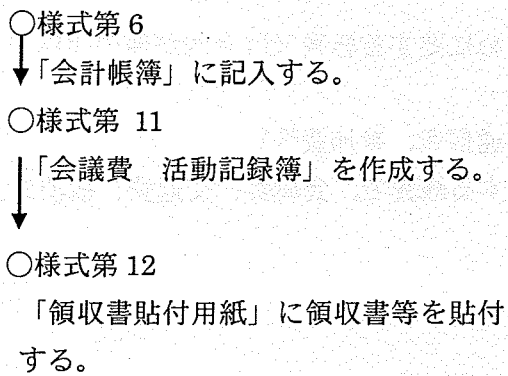 ○様式第6
「会計帳簿」に記入する。
○様式第 11
「会議費 活動記録簿」を作成する。
○様式第12
「領収書貼付用紙」に領収書等を貼付
する。